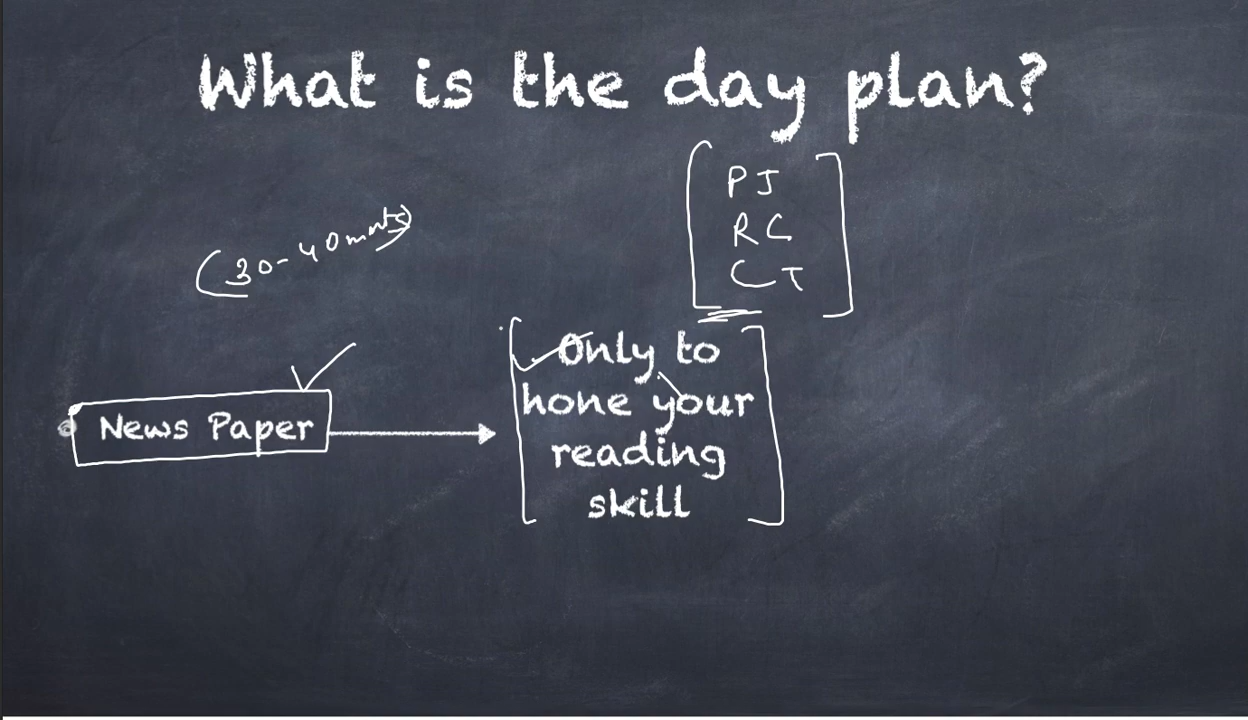 What is the day plan?
PJ
RC
CT
(30-40mnts)
Only to
hone your
reading
skill
News Paper